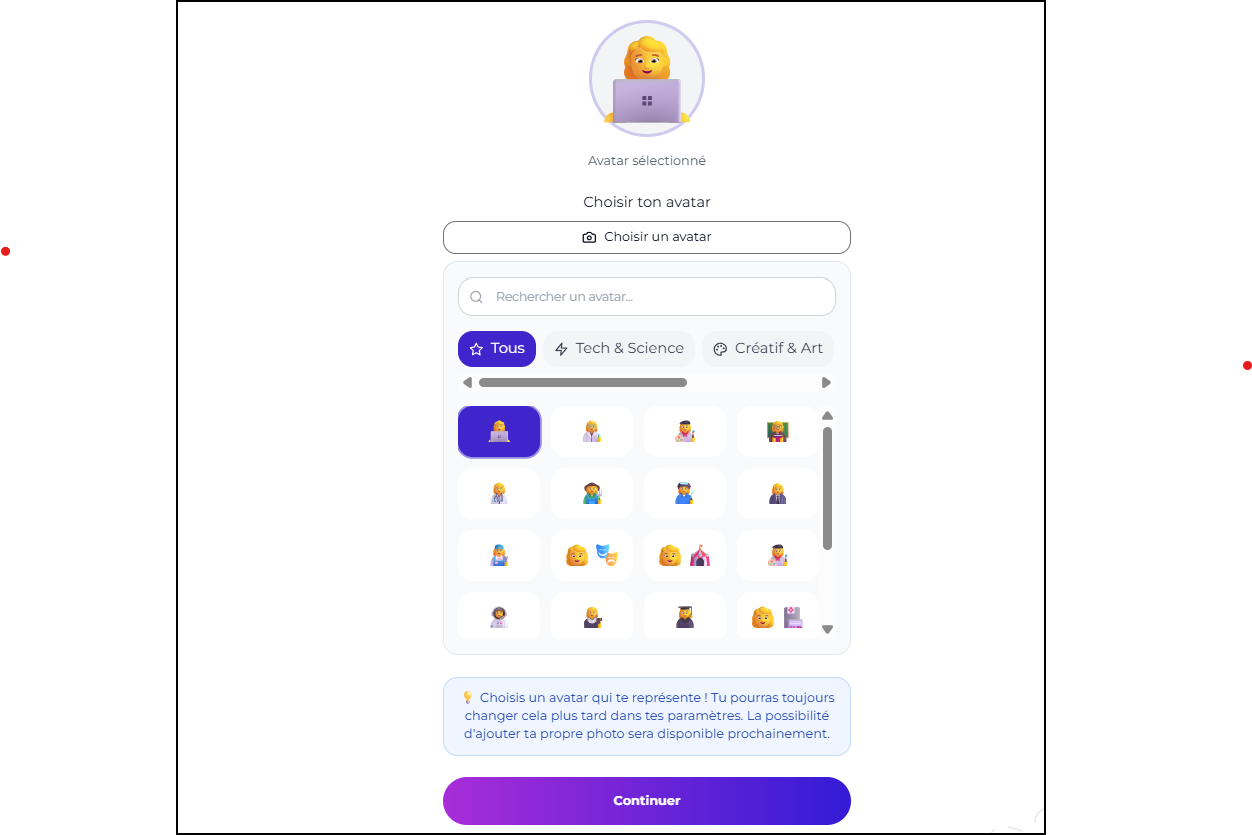 Avatar sélectionné
Choisir ton avatar
Choisir un avatar
Rechercher un avatar...
Tous Tech & Science Créatif & Art
💡 Choisis un avatar qui te représente ! Tu pourras toujours
changer cela plus tard dans tes paramètres. La possibilité
d'ajouter ta propre photo sera disponible prochainement.
Continuer